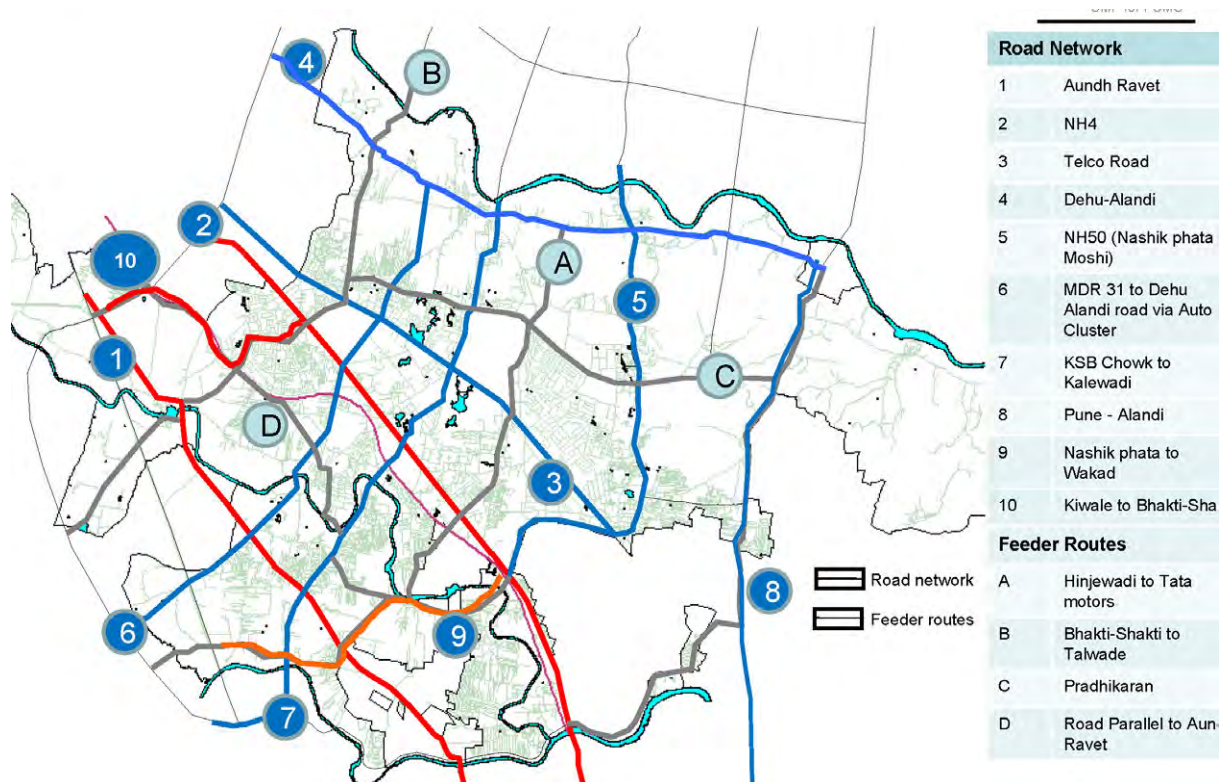 4
B
2
10
A
5
1
C
D
3
6
9
8
7
Road network
Feeder routes
Road Network
1 Aundh Ravet
2 NH4
3 Telco Road
4 Dehu-Alandi
5 NH50 (Nashik phata
Moshi)
6 MDR 31 to Dehu
Alandi road via Auto
Cluster
7 KSB Chowk to
Kalewadi
8 Pune - Alandi
9 Nashik phata to
Wakad
10 Kiwale to Bhakti-Sha
Feeder Routes
A Hinjewadi to Tata
motors
B Bhakti-Shakti to
Talwade
C Pradhikaran
D Road Parallel to Aun
Ravet